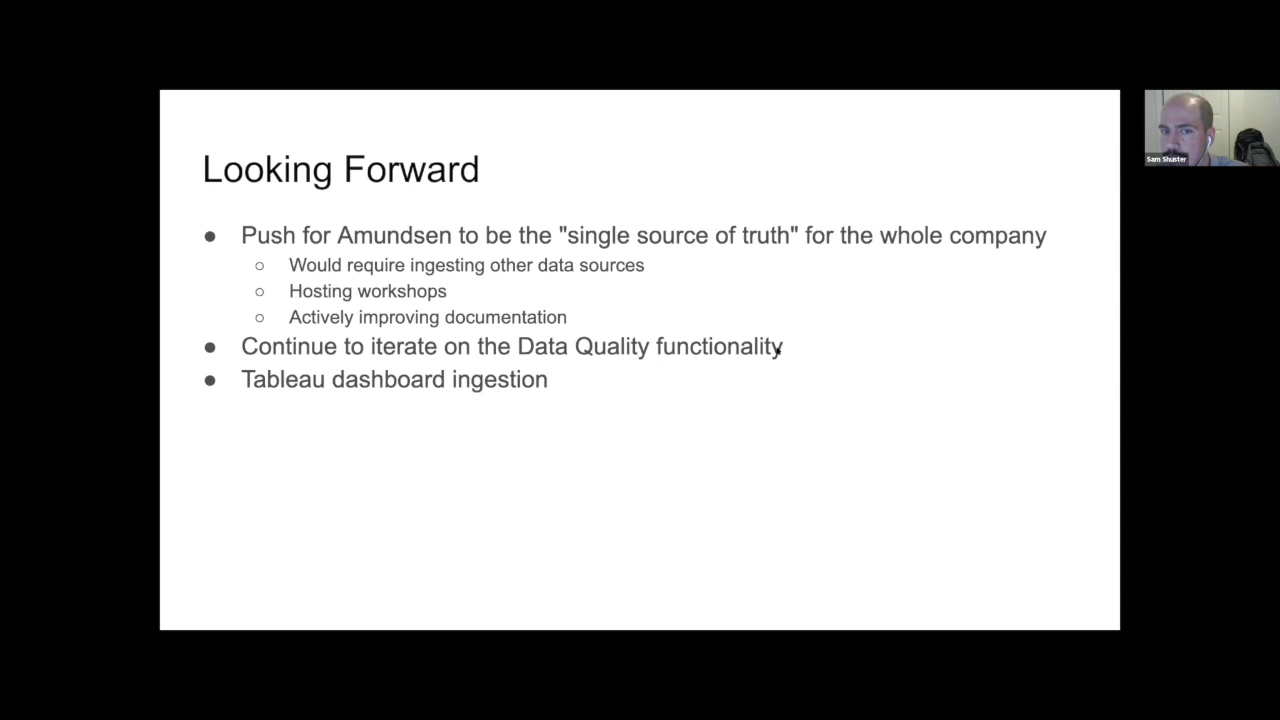 Looking Forward
● Push for Amundsen to be the "single source of truth" for the whole company
○ Would require ingesting other data sources
○ Hosting workshops
○ Actively improving documentation
● Continue to iterate on the Data Quality functionality
● Tableau dashboard ingestion
Sam Shuster